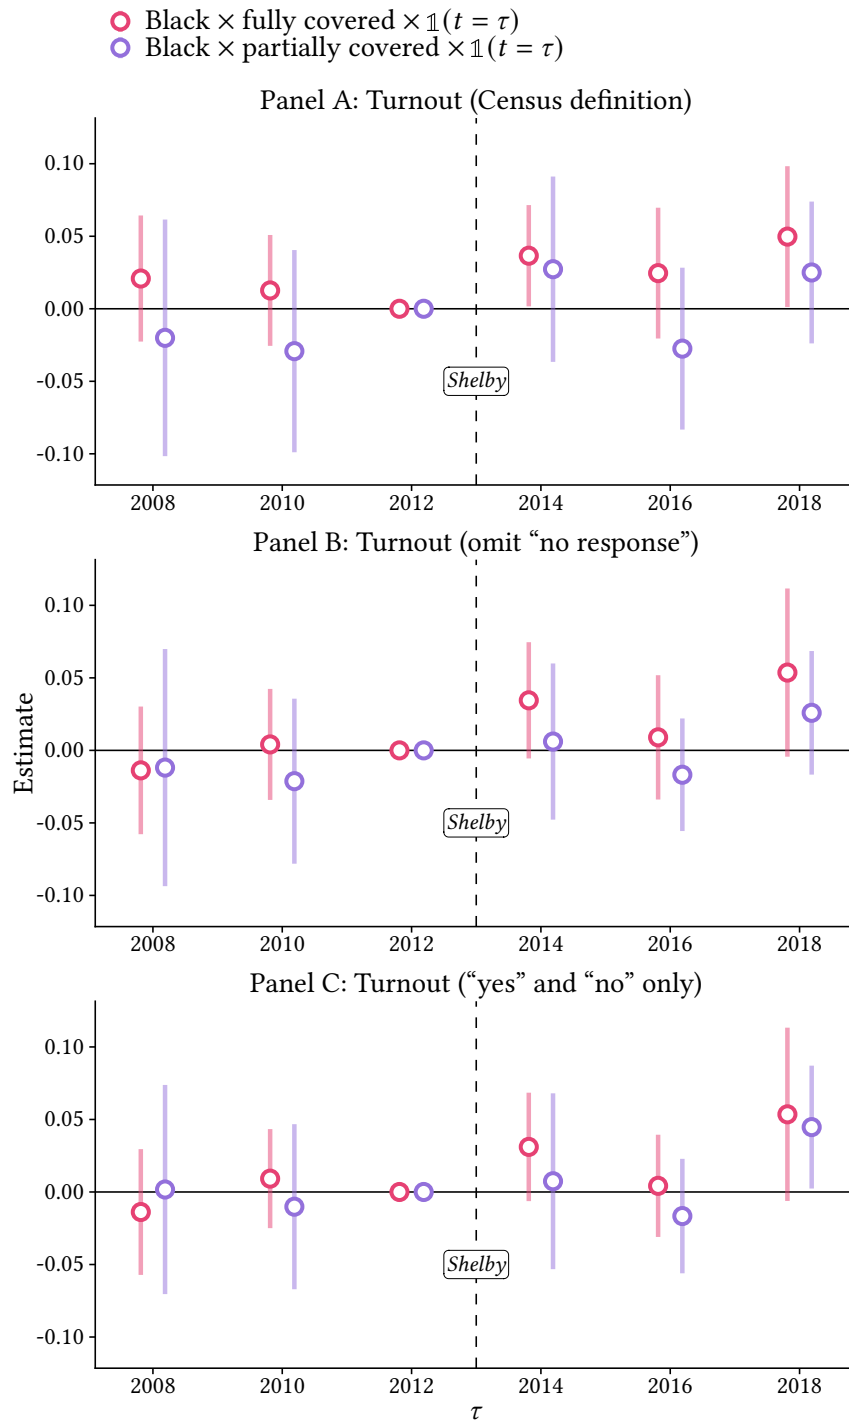 Black × fully covered × 𝟙(t = τ)
Black × partially covered × 𝟙(t = τ)
Panel A: Turnout (Census definition)
0.10
0.05
0.00
-0.05
-0.10
Shelby
2008 2010 2012 2014 2016 2018
Panel B: Turnout (omit “no response”)
Estimate
0.10
0.05
0.00
-0.05
-0.10
Shelby
2008 2010 2012 2014 2016 2018
Panel C: Turnout (“yes” and “no” only)
0.10
0.05
0.00
-0.05
-0.10
Shelby
2008 2010 2012 2014 2016 2018
τ